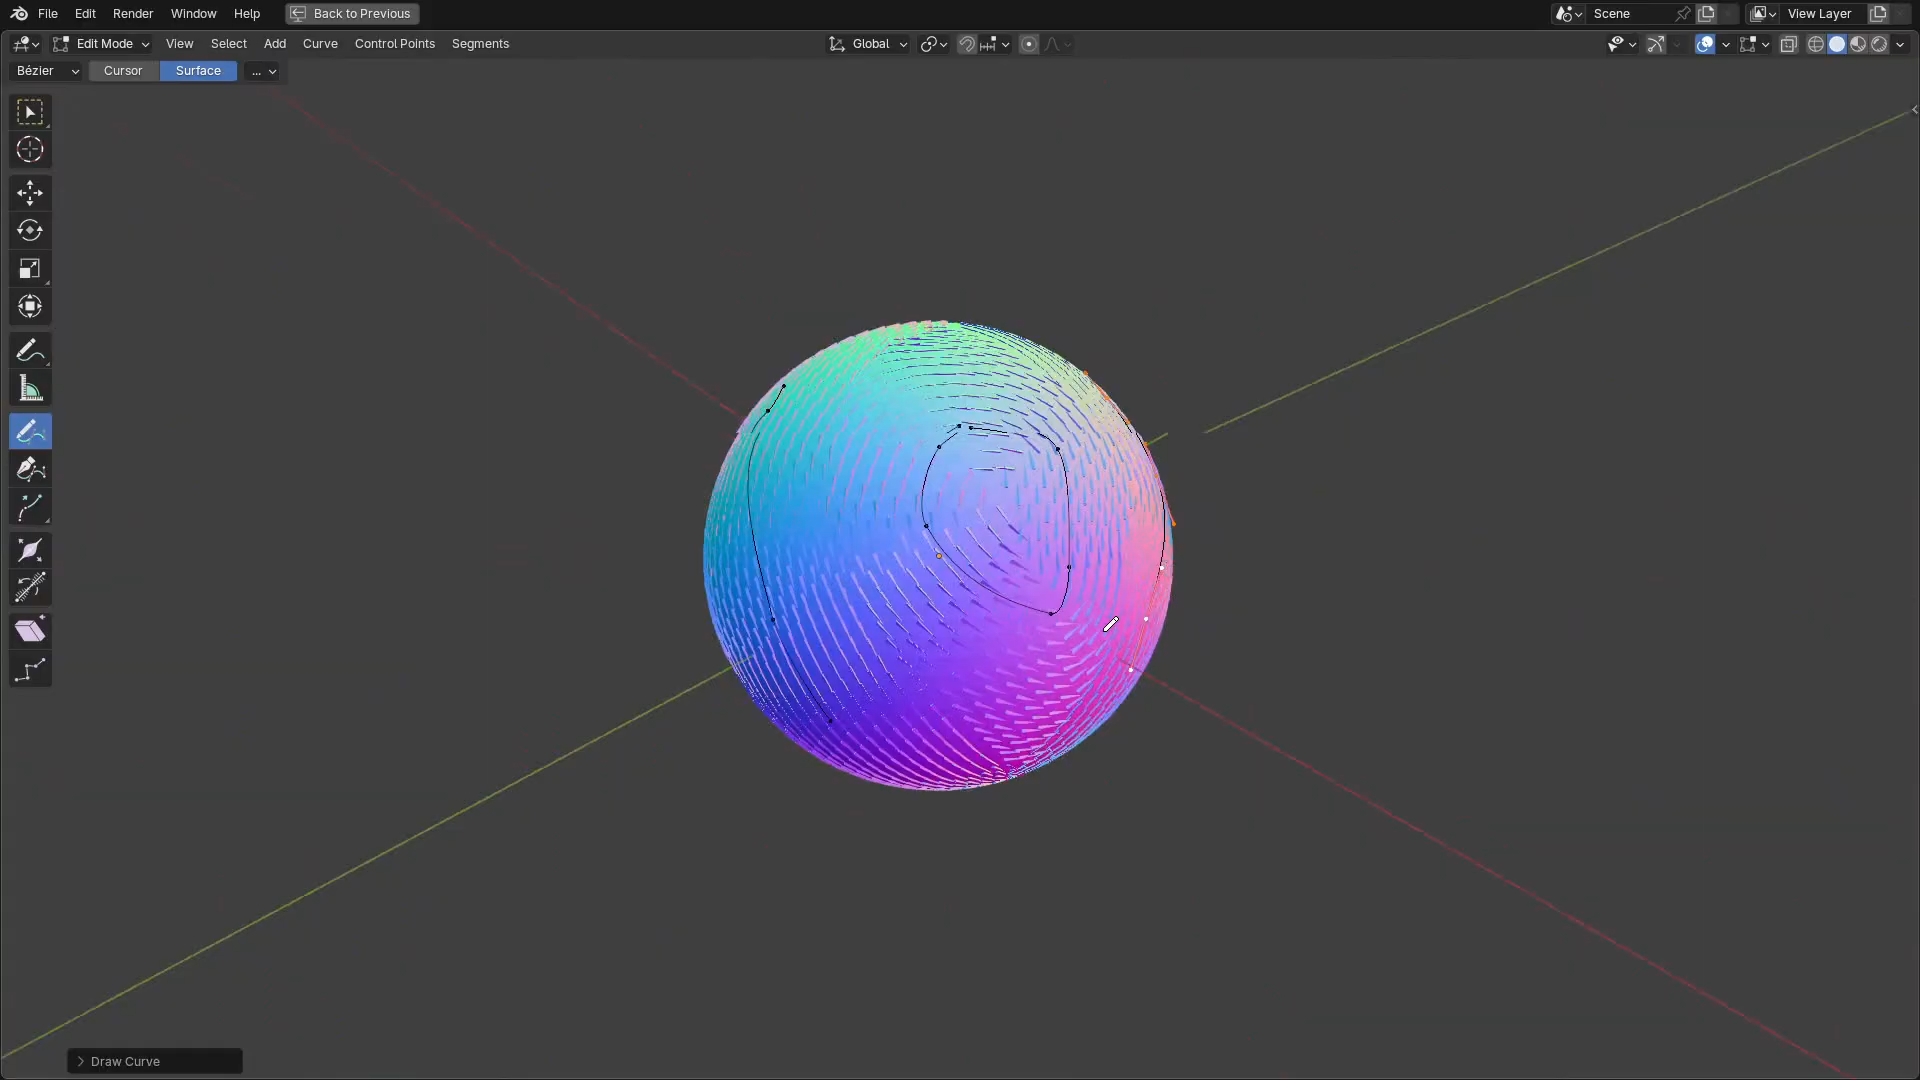 File Edit Render Window Help Back to Previous Scene View Layer
Edit Mode View Select Add Curve Control Points Segments Global
Bézier Cursor Surface ...
Draw Curve